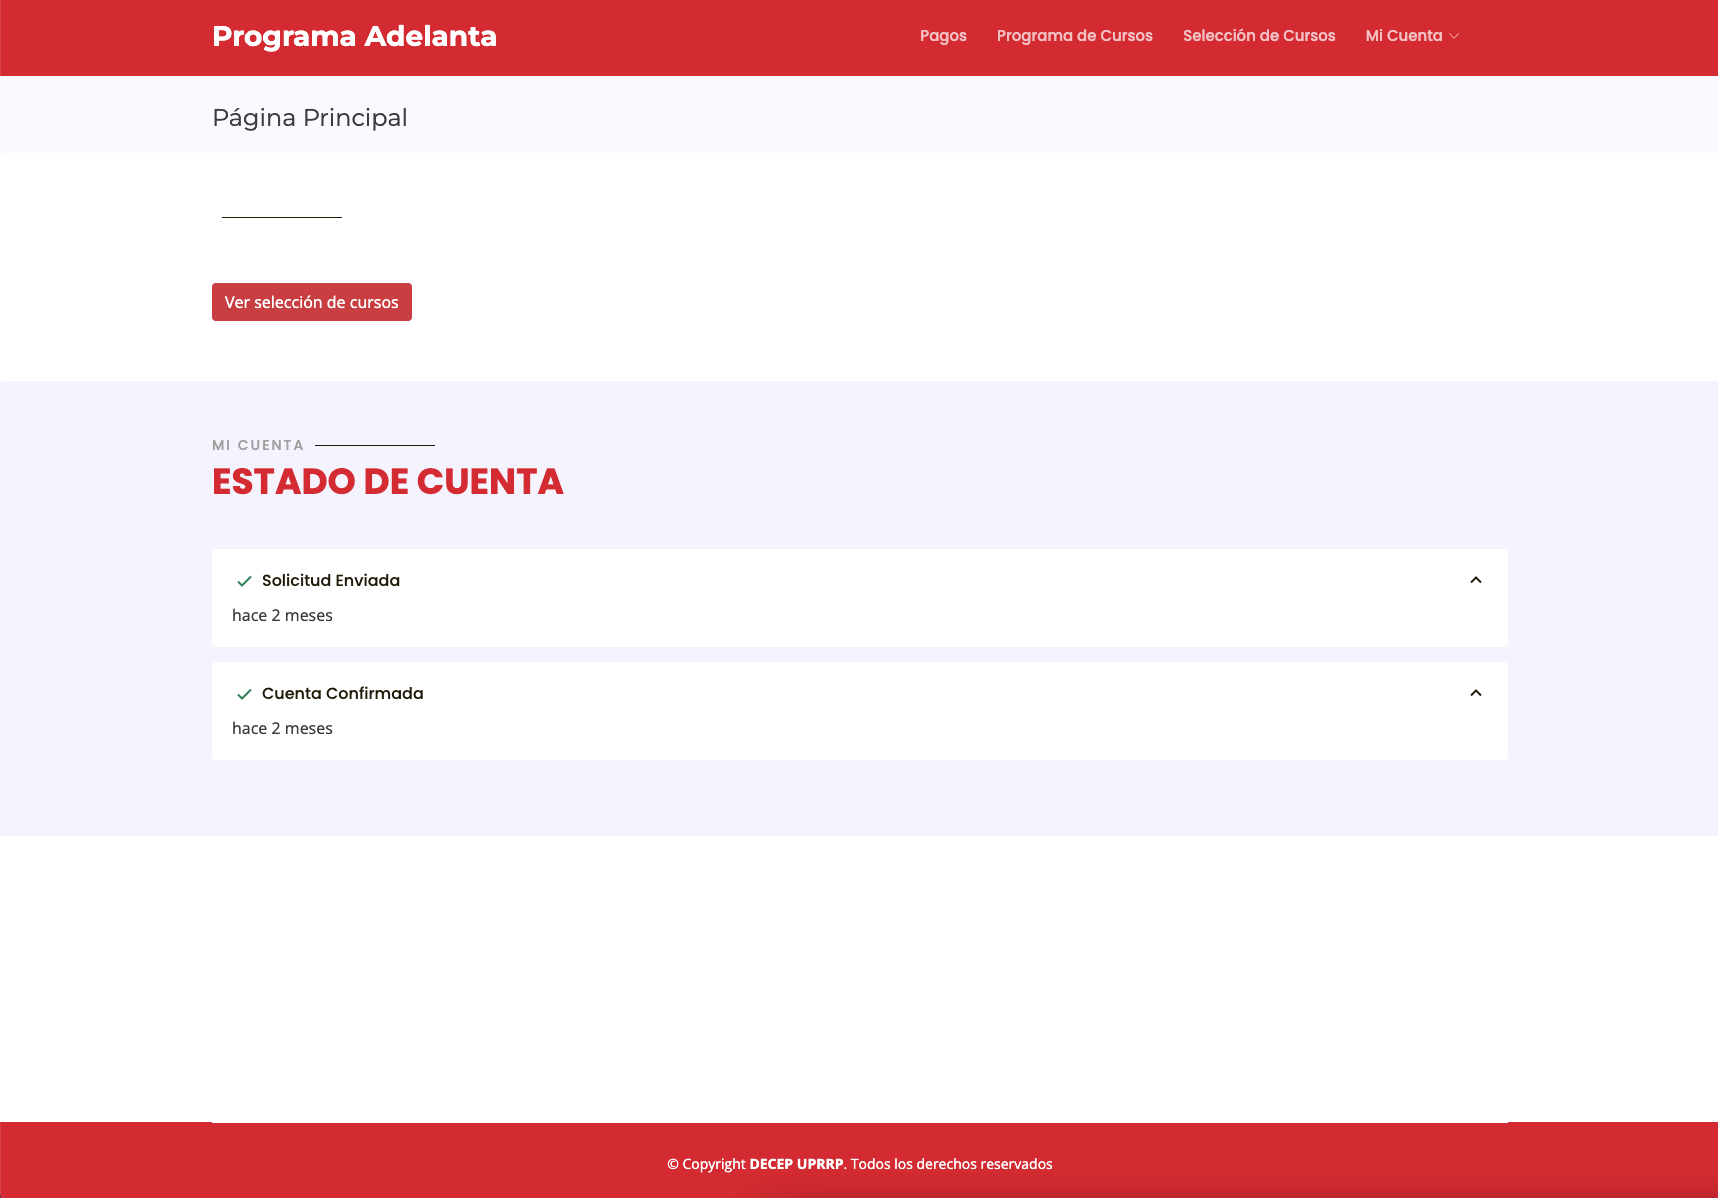 Programa Adelanta
Pagos
Programa de Cursos
Selección de Cursos
Mi Cuenta
Página Principal
Ver selección de cursos
MI CUENTA
ESTADO DE CUENTA
Solicitud Enviada
hace 2 meses
Cuenta Confirmada
hace 2 meses
© Copyright DECEP UPRRP. Todos los derechos reservados